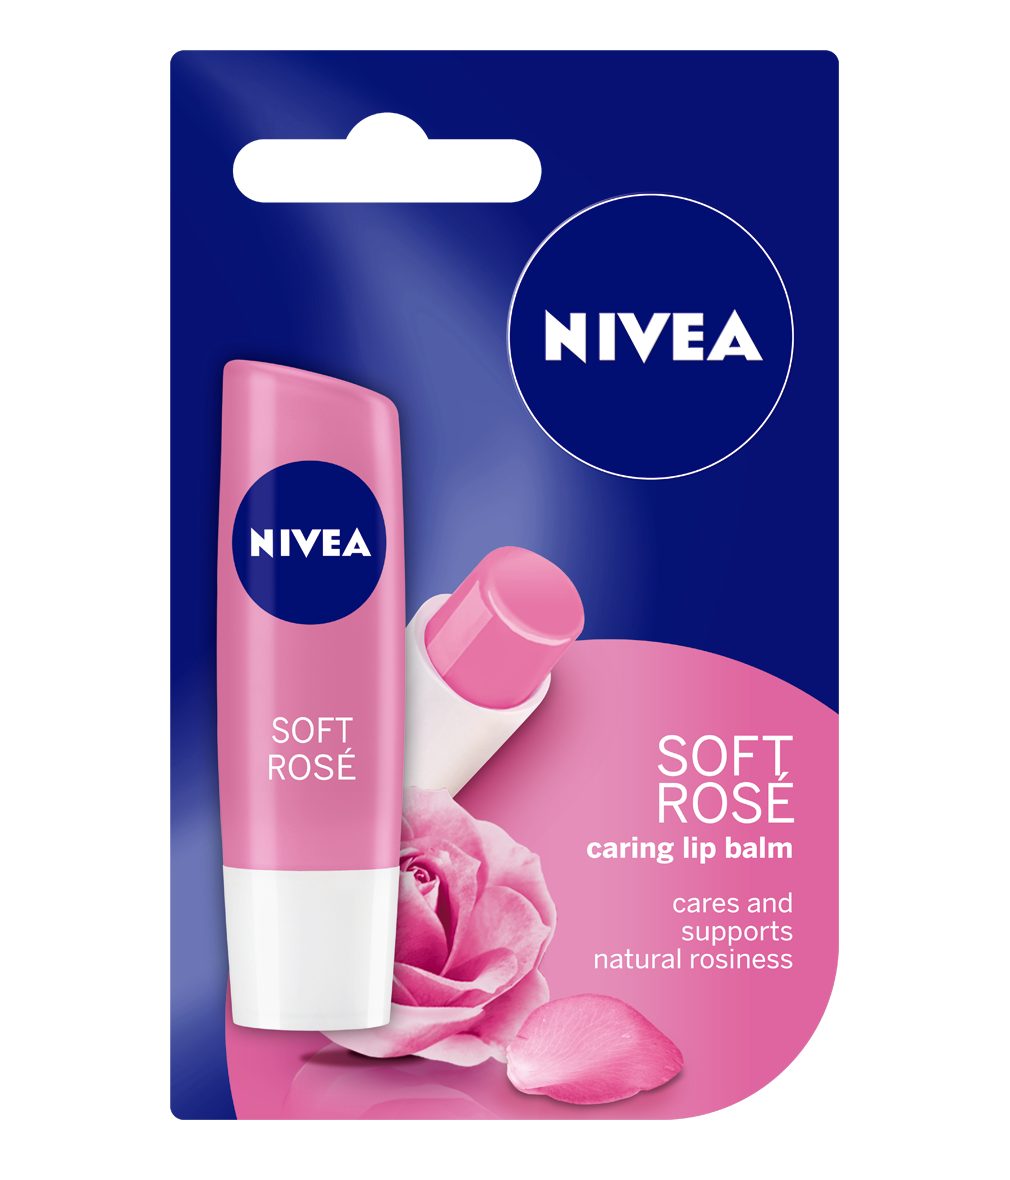 NIVEA
NIVEA
SOFT
ROSÉ
SOFT
ROSÉ
caring lip balm
cares and
supports
natural rosiness